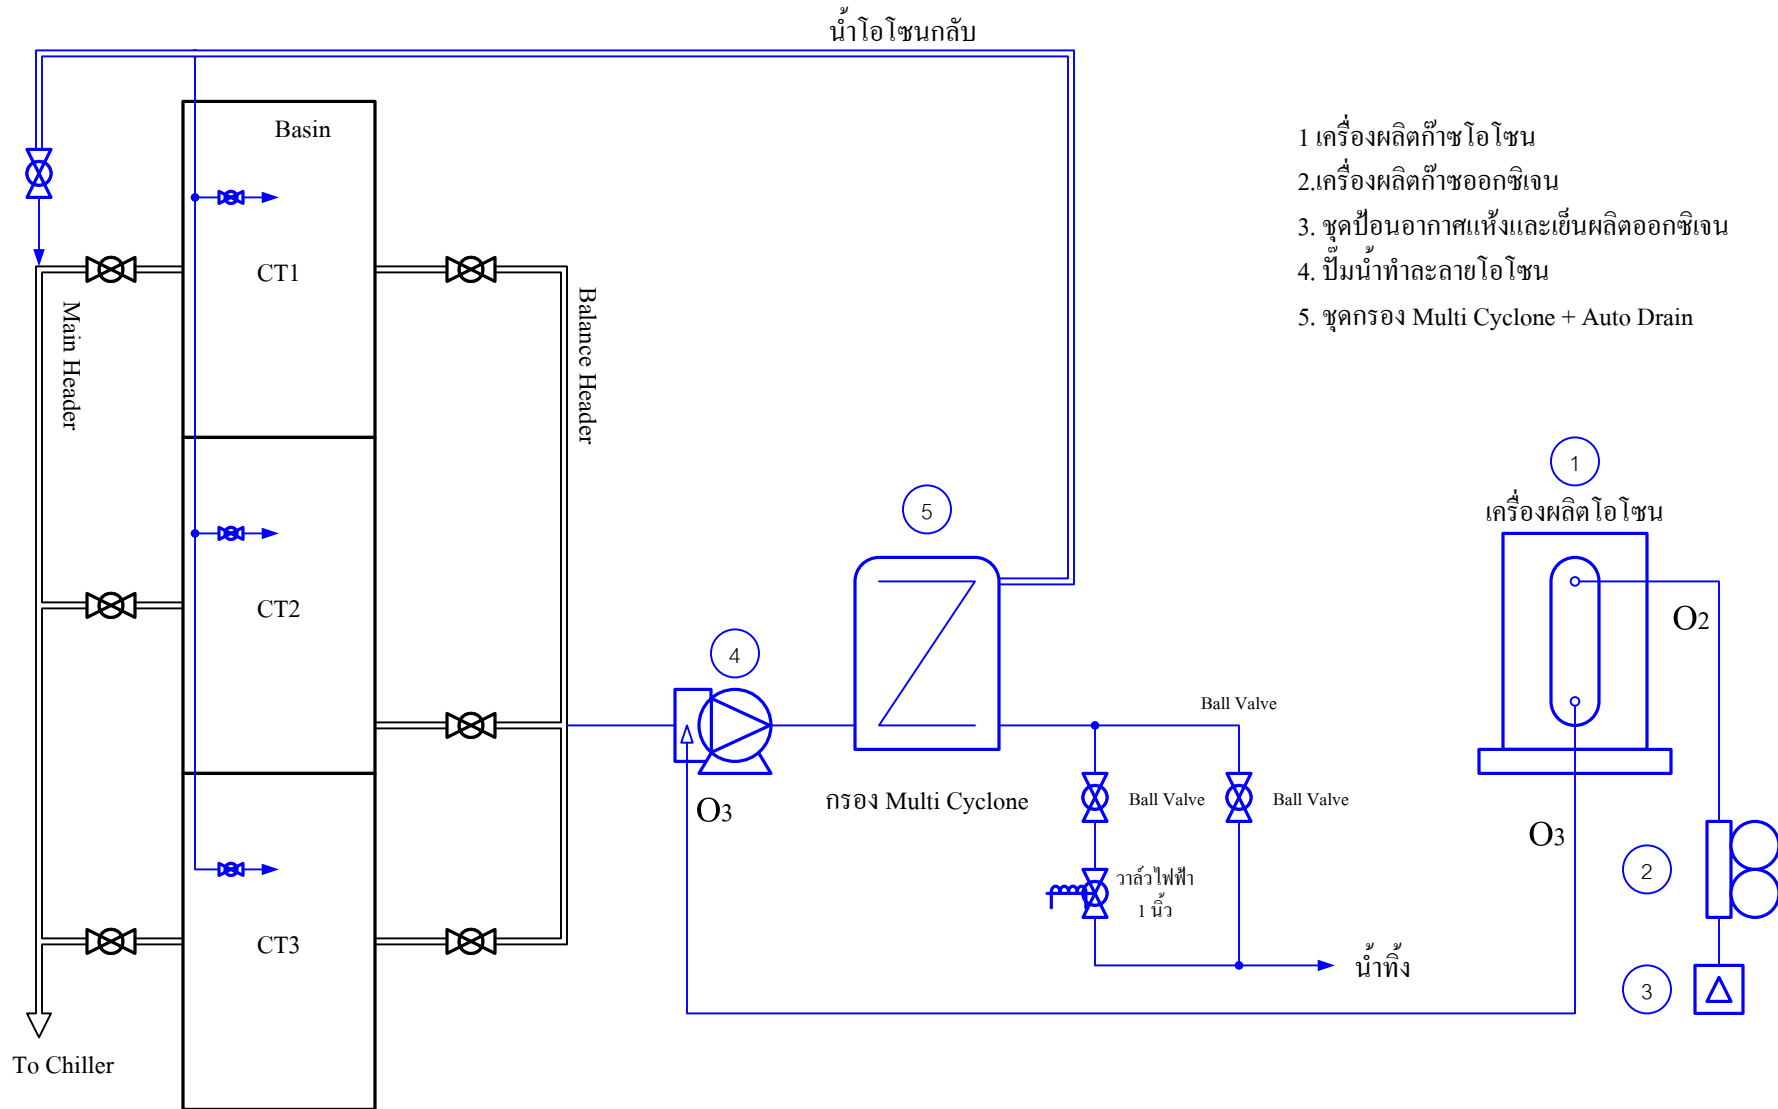 น้ำโอโซนกลับ
Basin
CT1
Main Header
Balance Header
CT2
CT3
To Chiller
1 เครื่องผลิตก๊าซโอโซน
2.เครื่องผลิตก๊าซออกซิเจน
3. ชุดป้อนอากาศแห้งและเย็นผลิตออกซิเจน
4. ปั๊มน้ำทำละลายโอโซน
5. ชุดกรอง Multi Cyclone + Auto Drain
5
4
O3
กรอง Multi Cyclone
Ball Valve
Ball Valve
Ball Valve
วาล์วไฟฟ้า
1 นิ้ว
น้ำทิ้ง
1
เครื่องผลิตโอโซน
O2
O3
2
3